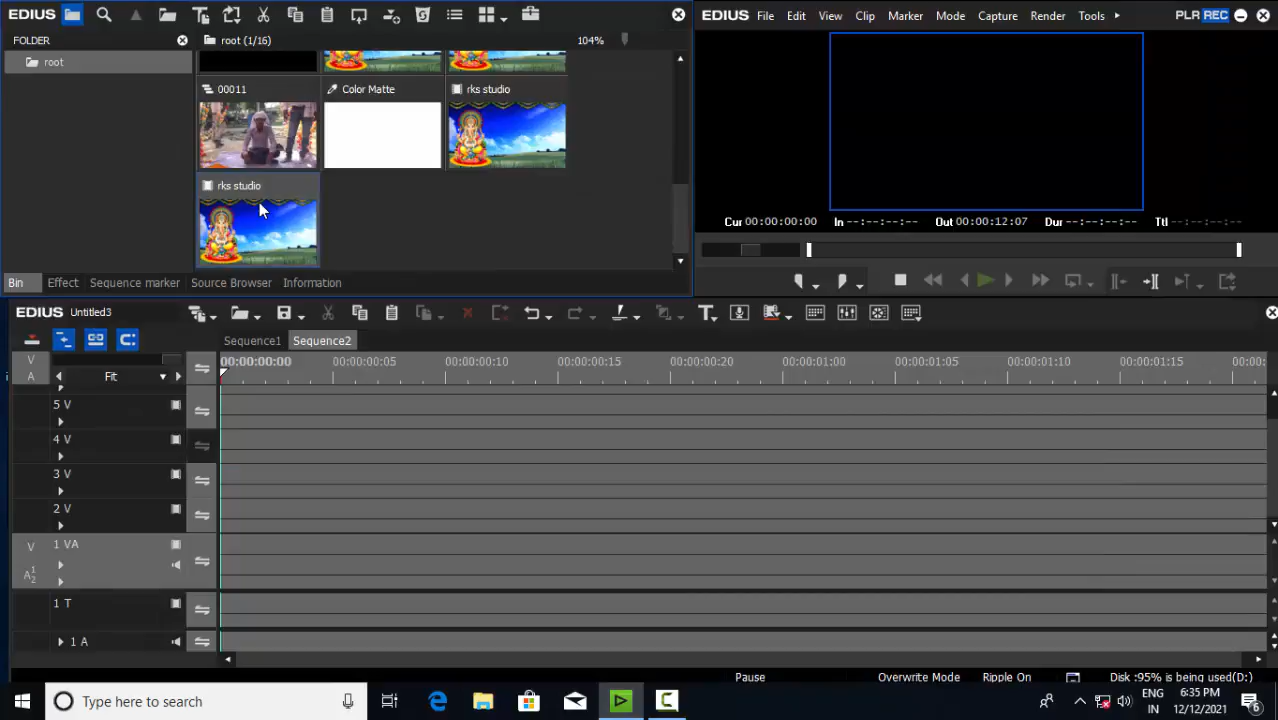 EDIUS
FOLDER
root (1/16)
104%
root
00011
Color Matte
rks studio
rks studio
Bin Effect Sequence marker Source Browser Information
EDIUS File Edit View Clip Marker Mode Capture Render Tools PLR REC
Cur 00:00:00:00 In --:--:--:-- Out 00:00:12:07 Dur --:--:--:-- Ttl --:--:--:--
EDIUS Untitled3
Sequence1 Sequence2
V
A
Fit
00:00:00:00 00:00:00:05 00:00:00:10 00:00:00:15 00:00:00:20 00:00:01:00 00:00:01:05 00:00:01:10 00:00:01:15 00:00:
5 V
4 V
3 V
2 V
V 1 VA
A 1 2
1 T
1 A
Pause Overwrite Mode Ripple On Disk :95% is being used(D:)
Type here to search
ENG
IN
6:35 PM
12/12/2021
6